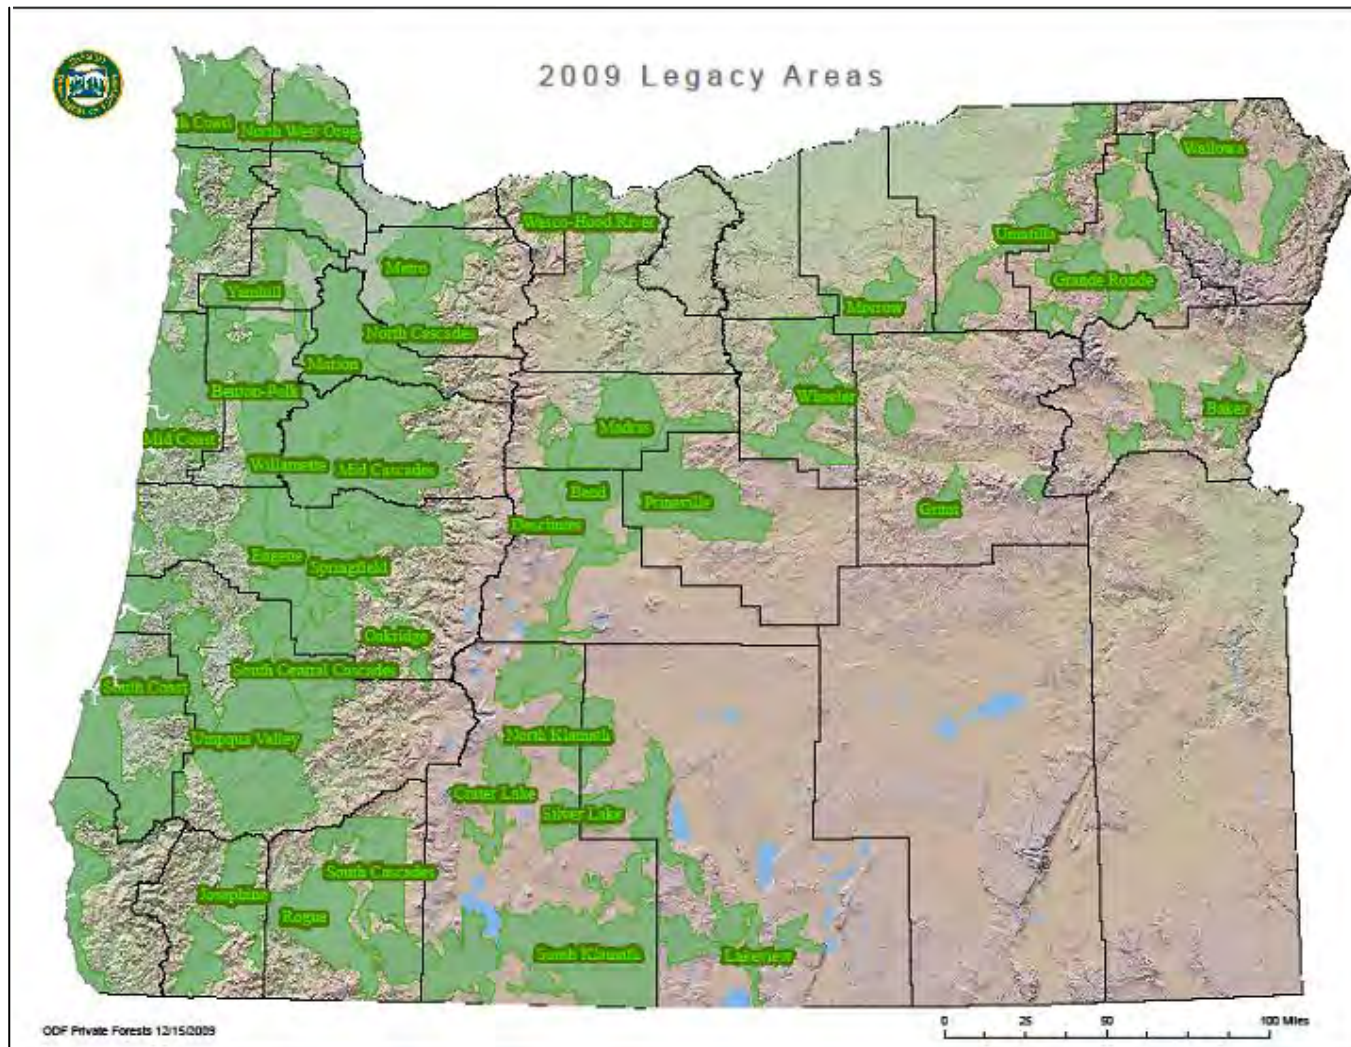 2009 Legacy Areas
h Coast
North West Oreg
Wallowa
Wasco-Hood River
Umatilla
Metro
Grande Ronde
Yamhill
Morrow
North Cascades
Marion
Benton-Polk
Wheeler
Baker
Madras
Mid Coast
Willamette
Mid Cascades
Bend
Prineville
Grant
Deschutes
Eugene
Springfield
Oakridge
South Central Cascades
South Coast
Umpqua Valley
North Klamath
Crater Lake
Silver Lake
South Cascades
Josephine
Rogue
South Klamath
Lakeview
ODF Private Forests 12/15/2009
0 25 50 100 Miles